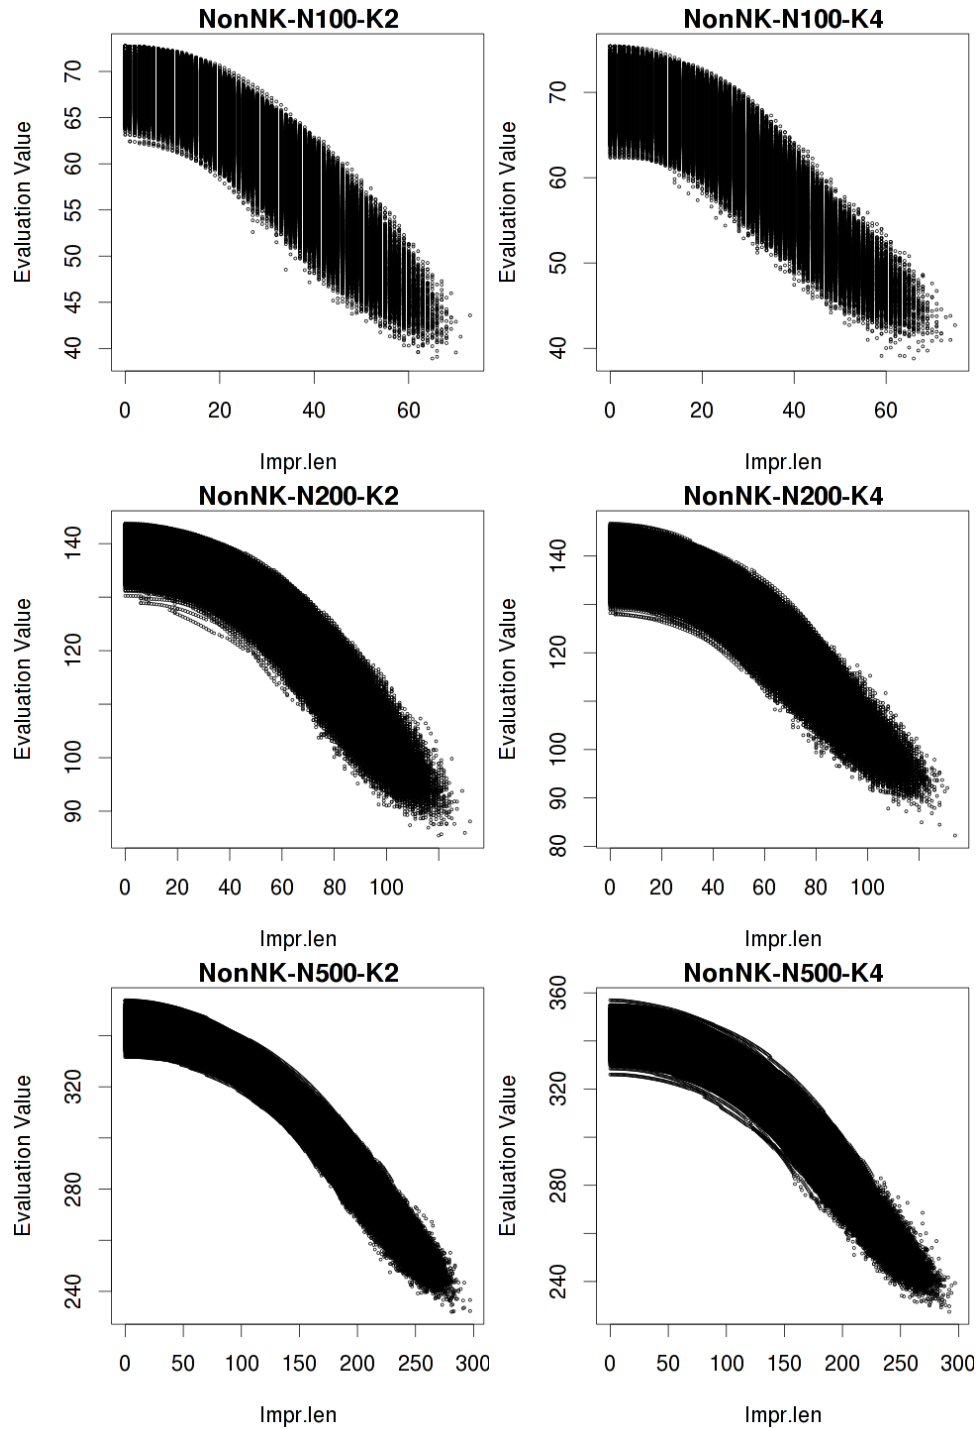 NonNK-N100-K2
Evaluation Value
40 45 50 55 60 65 70
0 20 40 60
Impr.len
NonNK-N100-K4
Evaluation Value
40 50 60 70
0 20 40 60
Impr.len
NonNK-N200-K2
Evaluation Value
90 100 120 140
0 20 40 60 80 100
Impr.len
NonNK-N200-K4
Evaluation Value
80 90 100 120 140
0 20 40 60 80 100
Impr.len
NonNK-N500-K2
Evaluation Value
240 280 320
0 50 100 150 200 250 300
Impr.len
NonNK-N500-K4
Evaluation Value
240 280 320 360
0 50 100 150 200 250 300
Impr.len